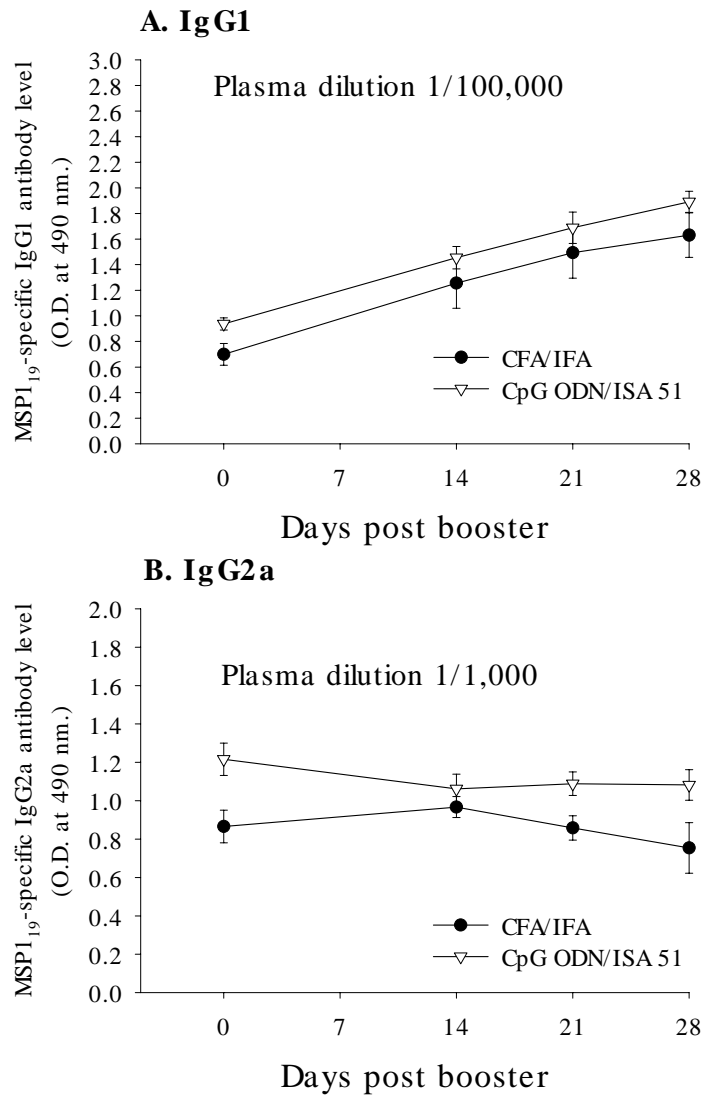 A. IgG1
MSP1₁₉-specific IgG1 antibody level
(O.D. at 490 nm.)
3.0
2.8
2.6
2.4
2.2
2.0
1.8
1.6
1.4
1.2
1.0
0.8
0.6
0.4
0.2
0.0
Plasma dilution 1/100,000
CFA/IFA
CpG ODN/ISA 51
0 7 14 21 28
Days post booster
B. IgG2a
MSP1₁₉-specific IgG2a antibody level
(O.D. at 490 nm.)
2.0
1.8
1.6
1.4
1.2
1.0
0.8
0.6
0.4
0.2
0.0
Plasma dilution 1/1,000
CFA/IFA
CpG ODN/ISA 51
0 7 14 21 28
Days post booster